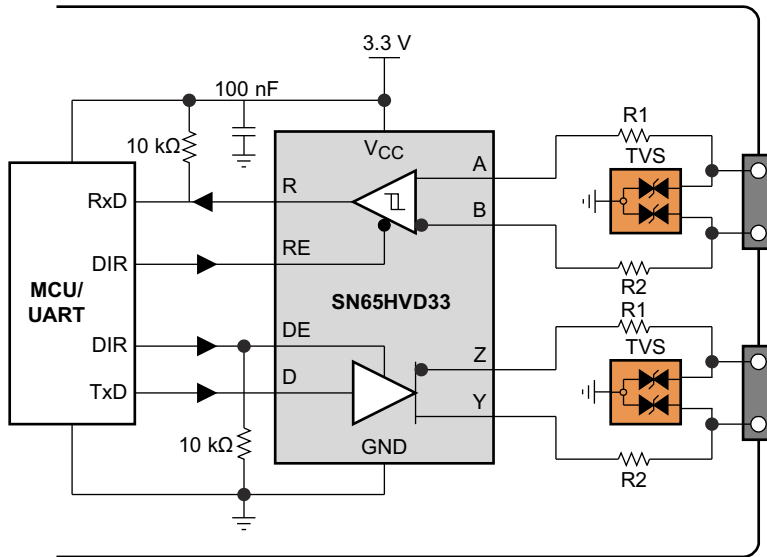 3.3 V
100 nF
10 kΩ
VCC
R1
TVS
A
R
RxD
B
DIR
RE
R2
MCU/
UART
SN65HVD33
R1
TVS
DIR
DE
Z
TxD
D
Y
10 kΩ
GND
R2